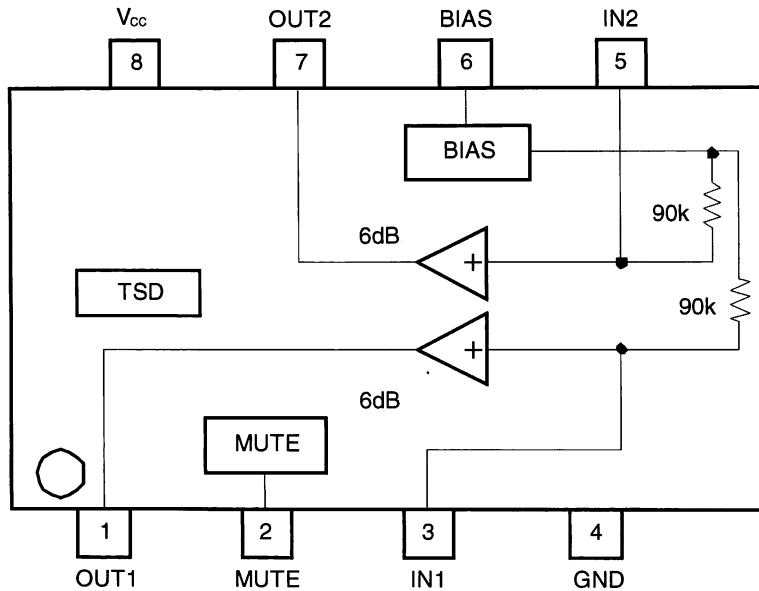 Vcc OUT2 BIAS IN2
8 7 6 5
BIAS
90k
6dB
TSD
90k
6dB
MUTE
1 2 3 4
OUT1 MUTE IN1 GND